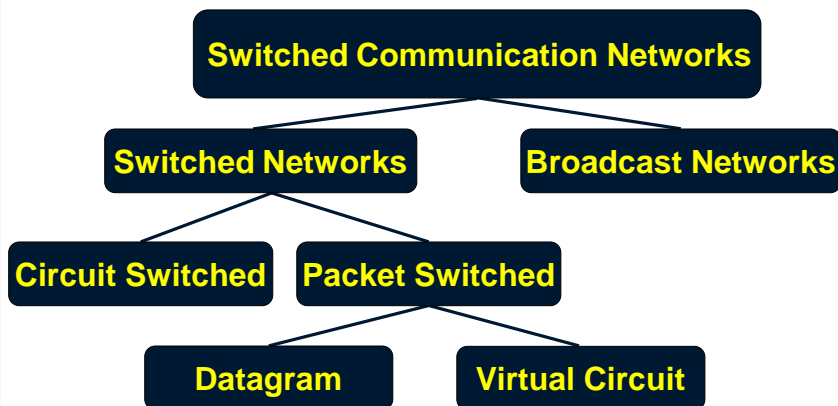 Switched Communication Networks
Switched Networks
Broadcast Networks
Circuit Switched
Packet Switched
Datagram
Virtual Circuit